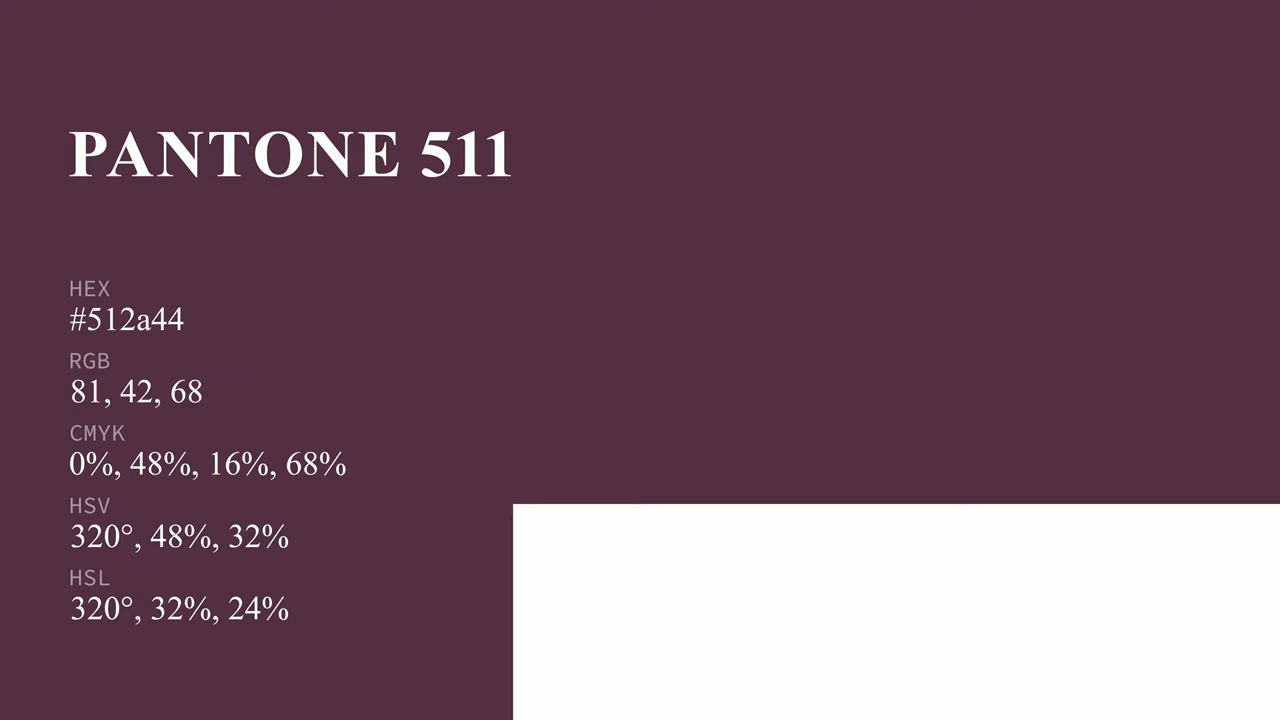 PANTONE 511
HEX
#512a44
RGB
81, 42, 68
CMYK
0%, 48%, 16%, 68%
HSV
320°, 48%, 32%
HSL
320°, 32%, 24%